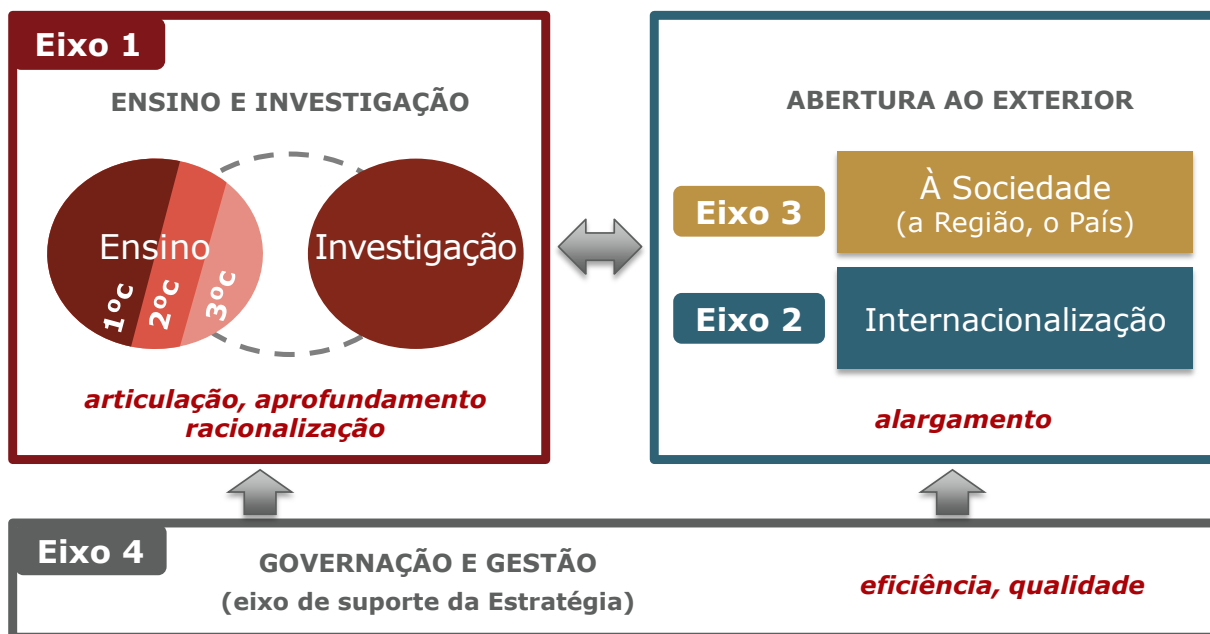 Eixo 1
ENSINO E INVESTIGAÇÃO
Ensino
1ºc
2ºc
3ºc
Investigação
articulação, aprofundamento
racionalização
ABERTURA AO EXTERIOR
Eixo 3
À Sociedade
(a Região, o País)
Eixo 2
Internacionalização
alargamento
Eixo 4
GOVERNAÇÃO E GESTÃO
(eixo de suporte da Estratégia)
eficiência, qualidade